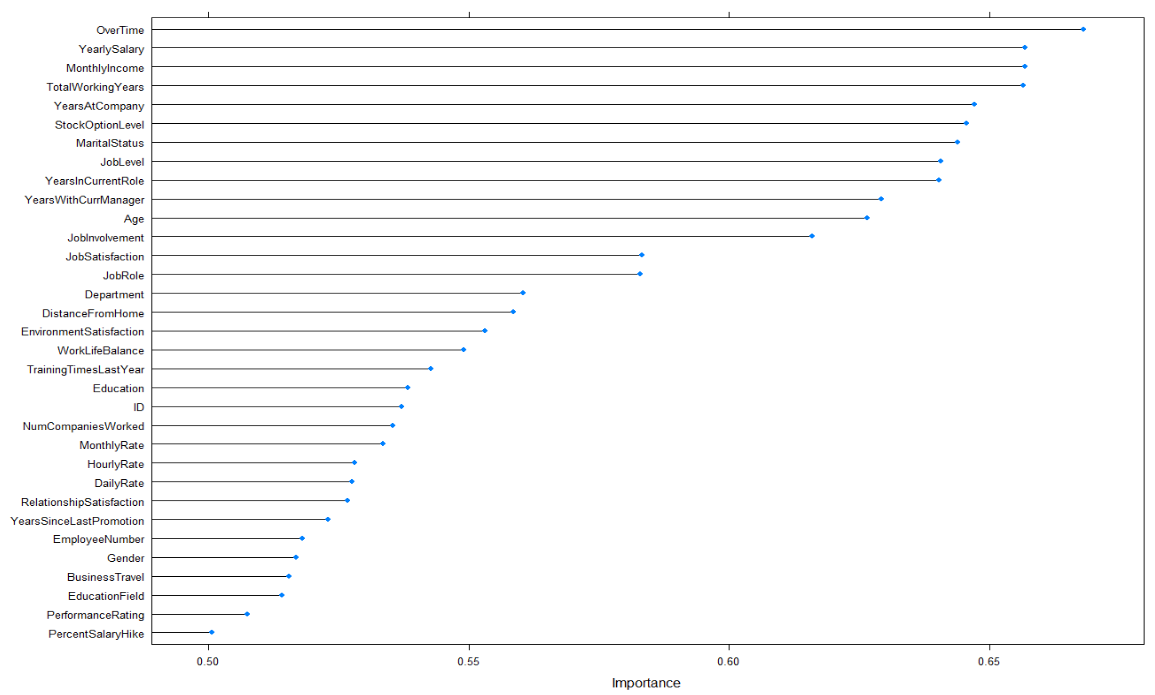 OverTime
YearlySalary
MonthlyIncome
TotalWorkingYears
YearsAtCompany
StockOptionLevel
MaritalStatus
JobLevel
YearsInCurrentRole
YearsWithCurrManager
Age
JobInvolvement
JobSatisfaction
JobRole
Department
DistanceFromHome
EnvironmentSatisfaction
WorkLifeBalance
TrainingTimesLastYear
Education
ID
NumCompaniesWorked
MonthlyRate
HourlyRate
DailyRate
RelationshipSatisfaction
YearsSinceLastPromotion
EmployeeNumber
Gender
BusinessTravel
EducationField
PerformanceRating
PercentSalaryHike
0.50 0.55 0.60 0.65
Importance